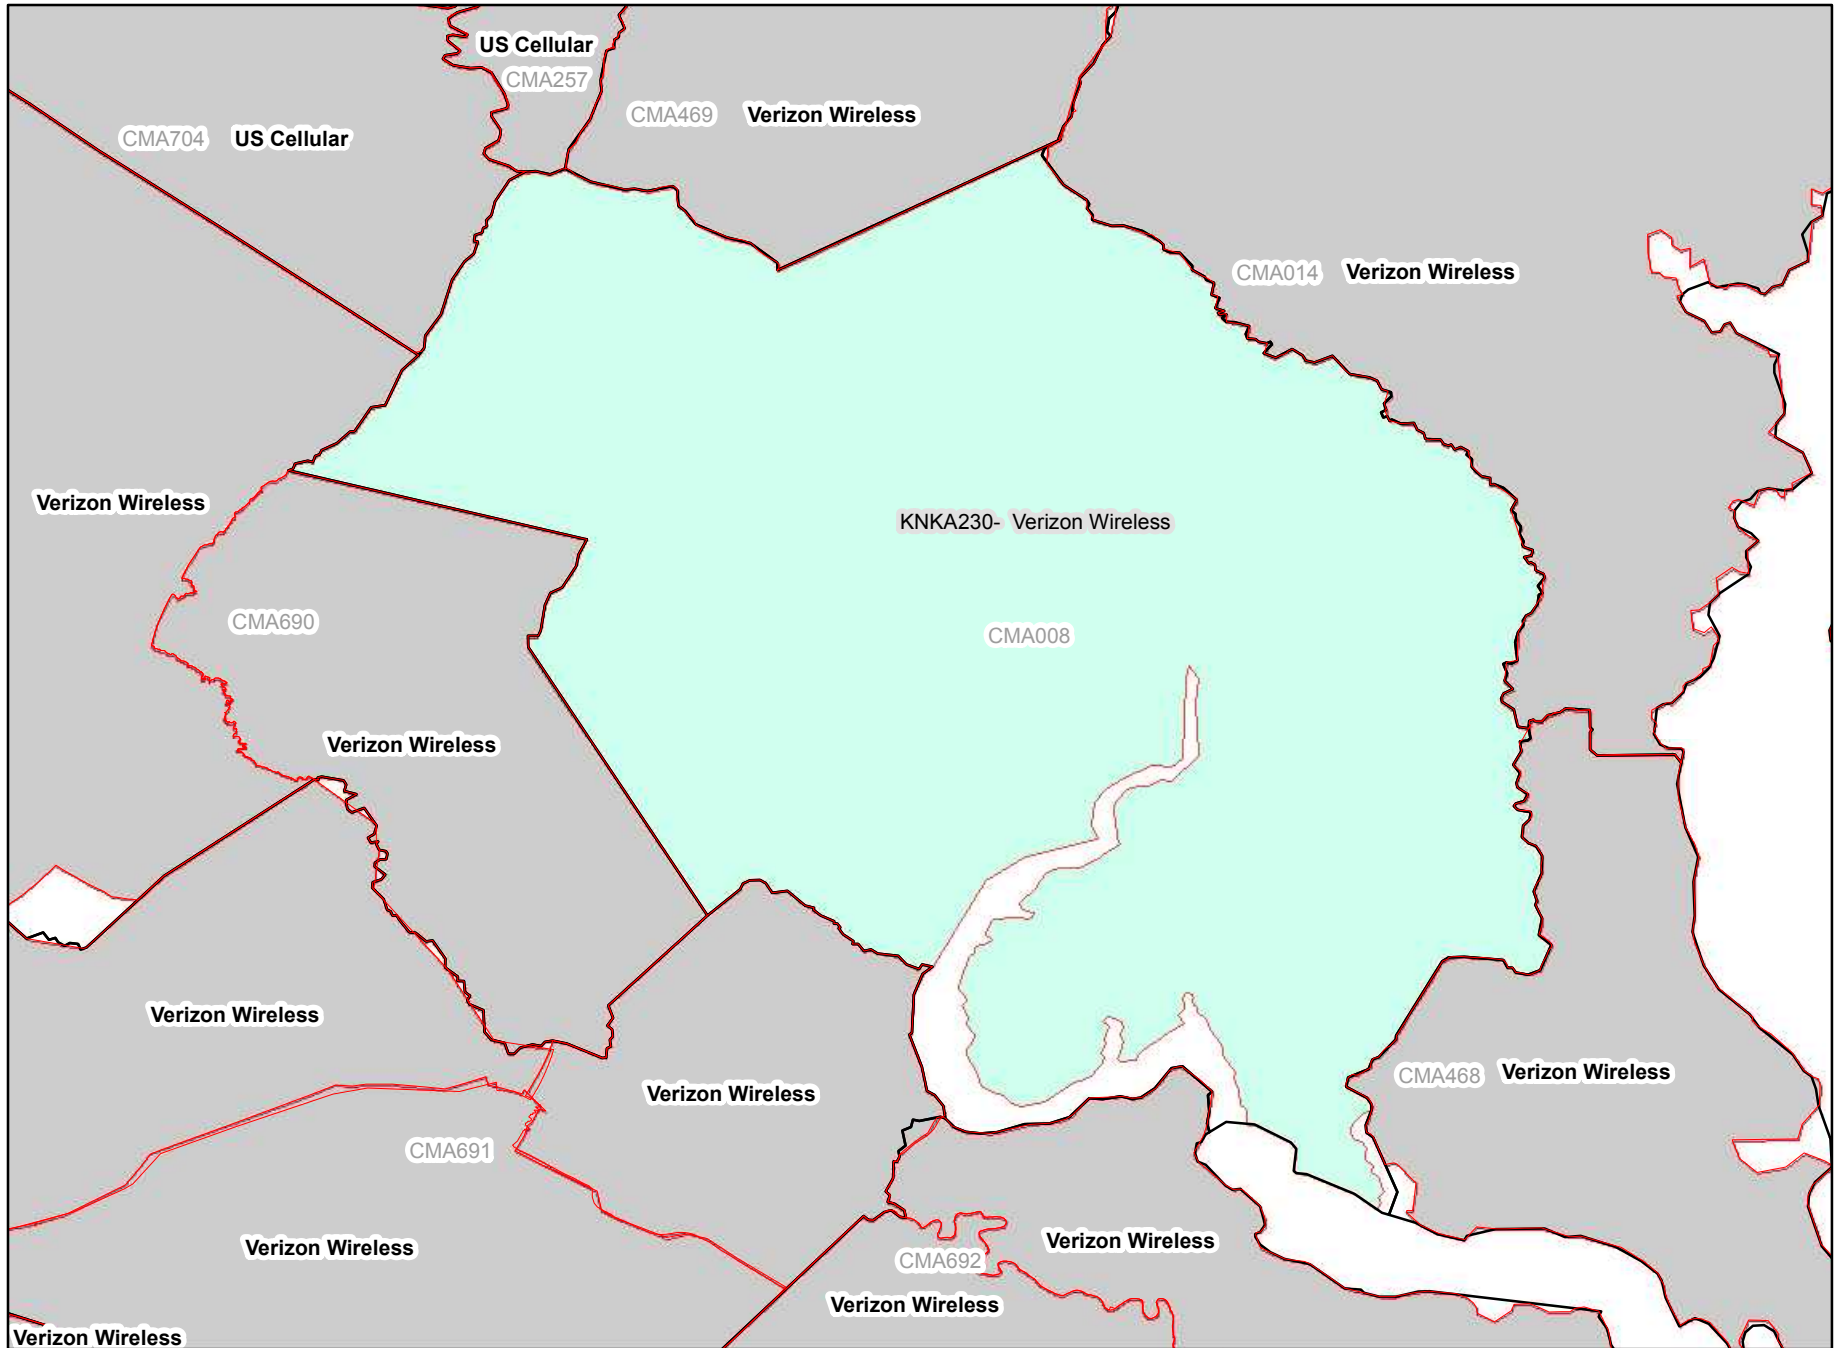 US Cellular
CMA257
CMA469 Verizon Wireless
CMA704 US Cellular
CMA014 Verizon Wireless
Verizon Wireless
KNKA230- Verizon Wireless
CMA690
CMA008
Verizon Wireless
Verizon Wireless
CMA468 Verizon Wireless
Verizon Wireless
CMA691
Verizon Wireless
Verizon Wireless
CMA692
Verizon Wireless
Verizon Wireless